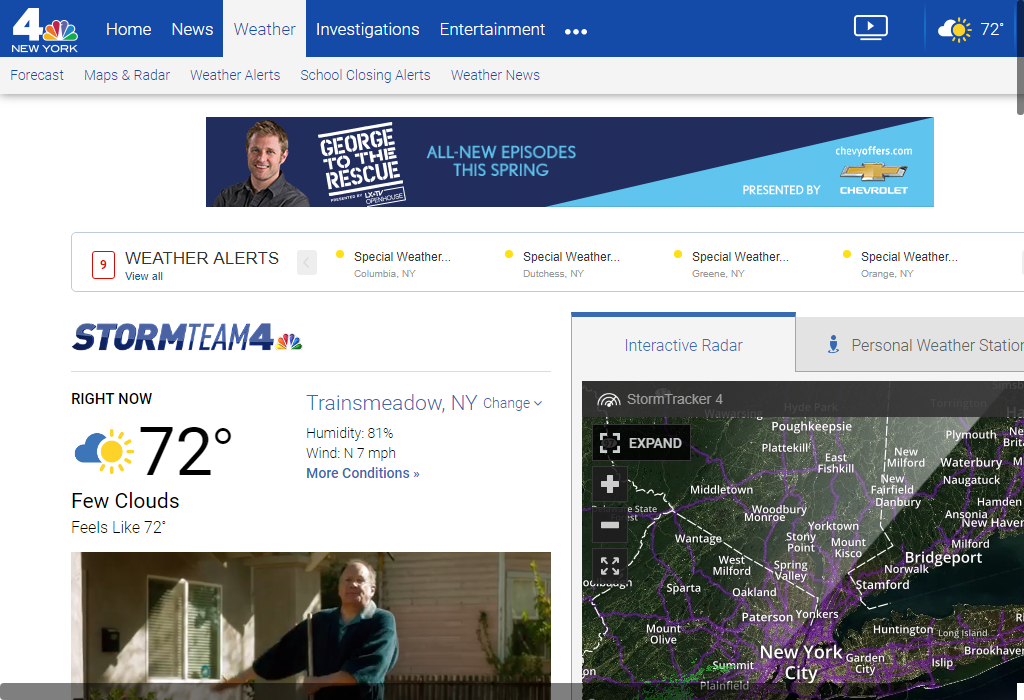 4
NEW YORK
Home
News
Weather
Investigations
Entertainment
72°
Forecast
Maps & Radar
Weather Alerts
School Closing Alerts
Weather News
GEORGE
TO THE
RESCUE
PRESENTED BY LXTV
OPENHOUSE
ALL-NEW EPISODES
THIS SPRING
PRESENTED BY
chevyoffers.com
CHEVROLET
9
WEATHER ALERTS
View all
Special Weather...
Columbia, NY
Special Weather...
Dutchess, NY
Special Weather...
Greene, NY
Special Weather...
Orange, NY
STORMTEAM4
RIGHT NOW
72°
Few Clouds
Feels Like 72°
Trainsmeadow, NY Change
Humidity: 81%
Wind: N 7 mph
More Conditions »
Interactive Radar
Personal Weather Station
StormTracker 4
EXPAND
Wawarsing
Hyde Park
Torrington
Poughkeepsie
Plattekill
Plymouth
East
Fishkill
New
Milford
Waterbury
Naugatuck
Middletown
New
Fairfield
Danbury
Hamden
Woodbury
Monroe
Ansonia
New Haven
Yorktown
Wantage
Stony
Point
Mount
Kisco
Milford
Bridgeport
West
Milford
Spring
Valley
Norwalk
Stamford
Sparta
Oakland
Paterson
Yonkers
Mount
Olive
Huntington
Long Island
New York
City
Garden
City
Brookhaven
Islip
Summit
Plainfield